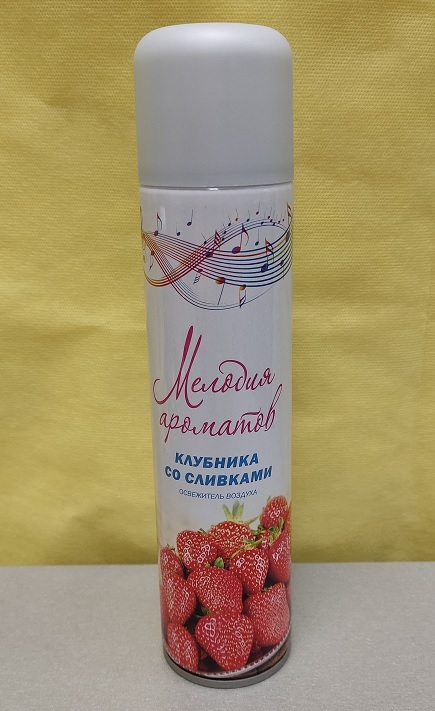 Мелодия
ароматов
КЛУБНИКА
СО СЛИВКАМИ
ОСВЕЖИТЕЛЬ ВОЗДУХА